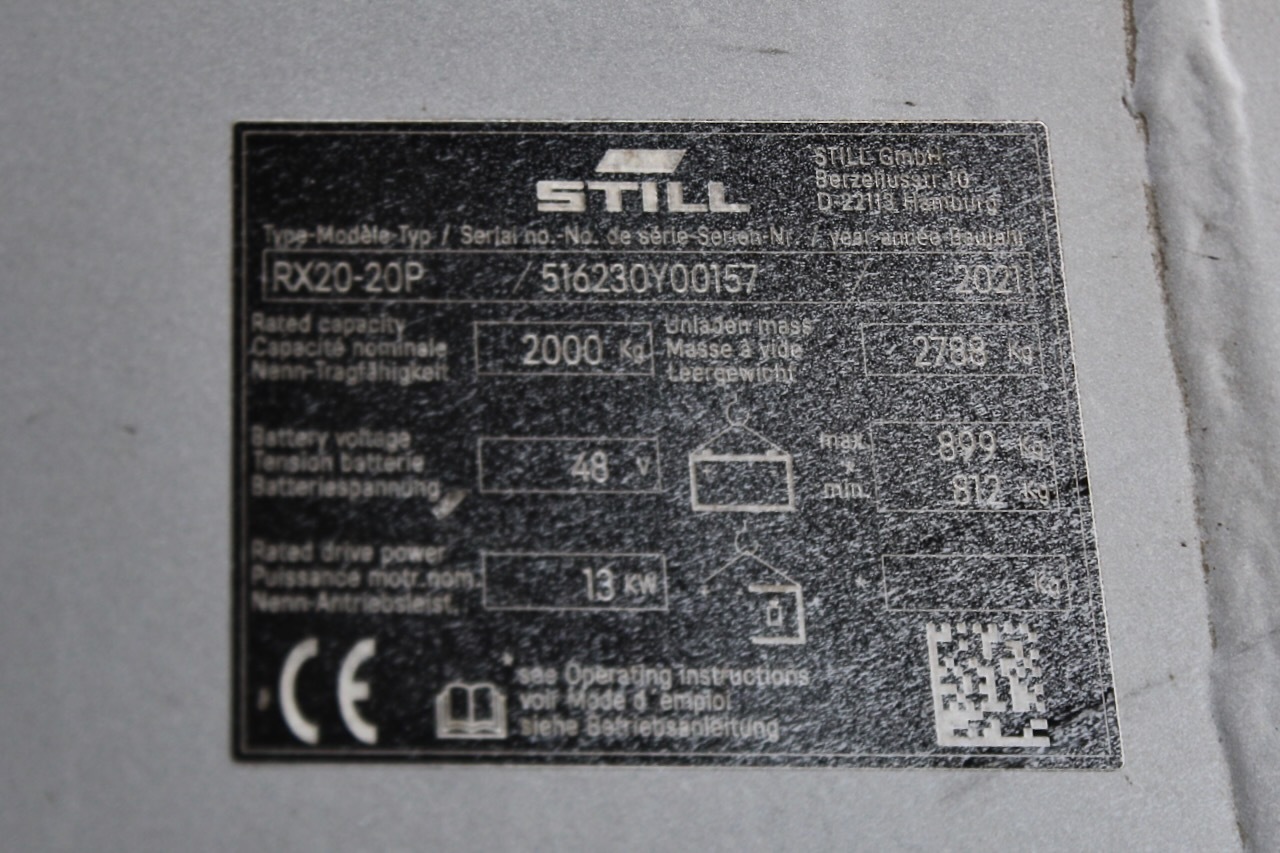 STILL
STILL GmbH
Berzeliusstr.10
D-22113 Hamburg
Type-Modèle-Typ / Serial no.-No. de série-Serien-Nr. / year-année-Baujahr
RX20-20P / 516230Y00157 / 2021
Rated capacity
Capacité nominale
Nenn-Tragfähigkeit
2000 Kg
Unladen mass
Masse à vide
Leergewicht
2788 Kg
Battery voltage
Tension batterie
Batteriespannung
48 V
max. 899 Kg
*
min. 812 Kg
Rated drive power
Puissance motr.nom.
Nenn-Antriebsleist.
13 KW
* Kg
CE
* see Operating instructions
voir Mode d'emploi
siehe Betriebsanleitung